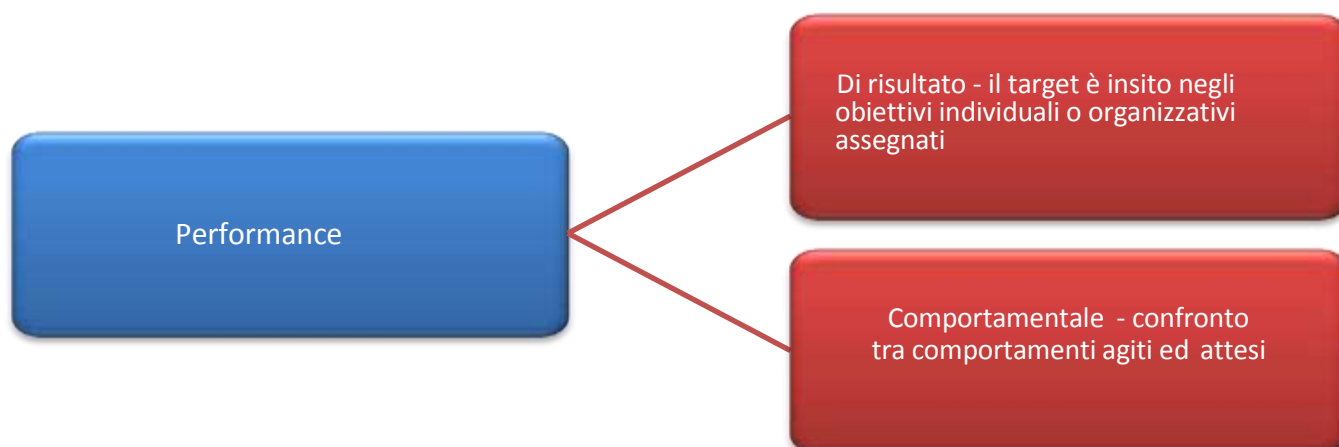 Performance
Di risultato - il target è insito negli
obiettivi individuali o organizzativi
assegnati
Comportamentale - confronto
tra comportamenti agiti ed attesi